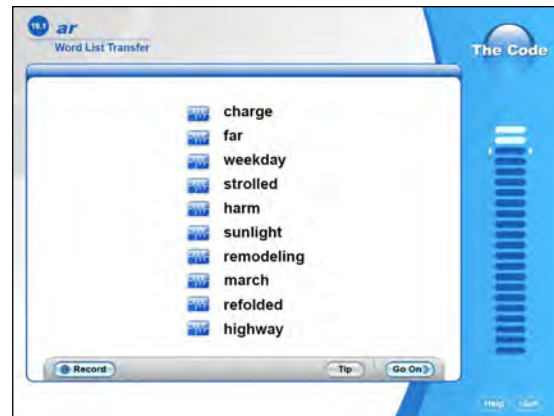 19.1 ar
Word List Transfer
The Code
charge
far
weekday
strolled
harm
sunlight
remodeling
march
refolded
highway
Record
Tip
Go On
Help